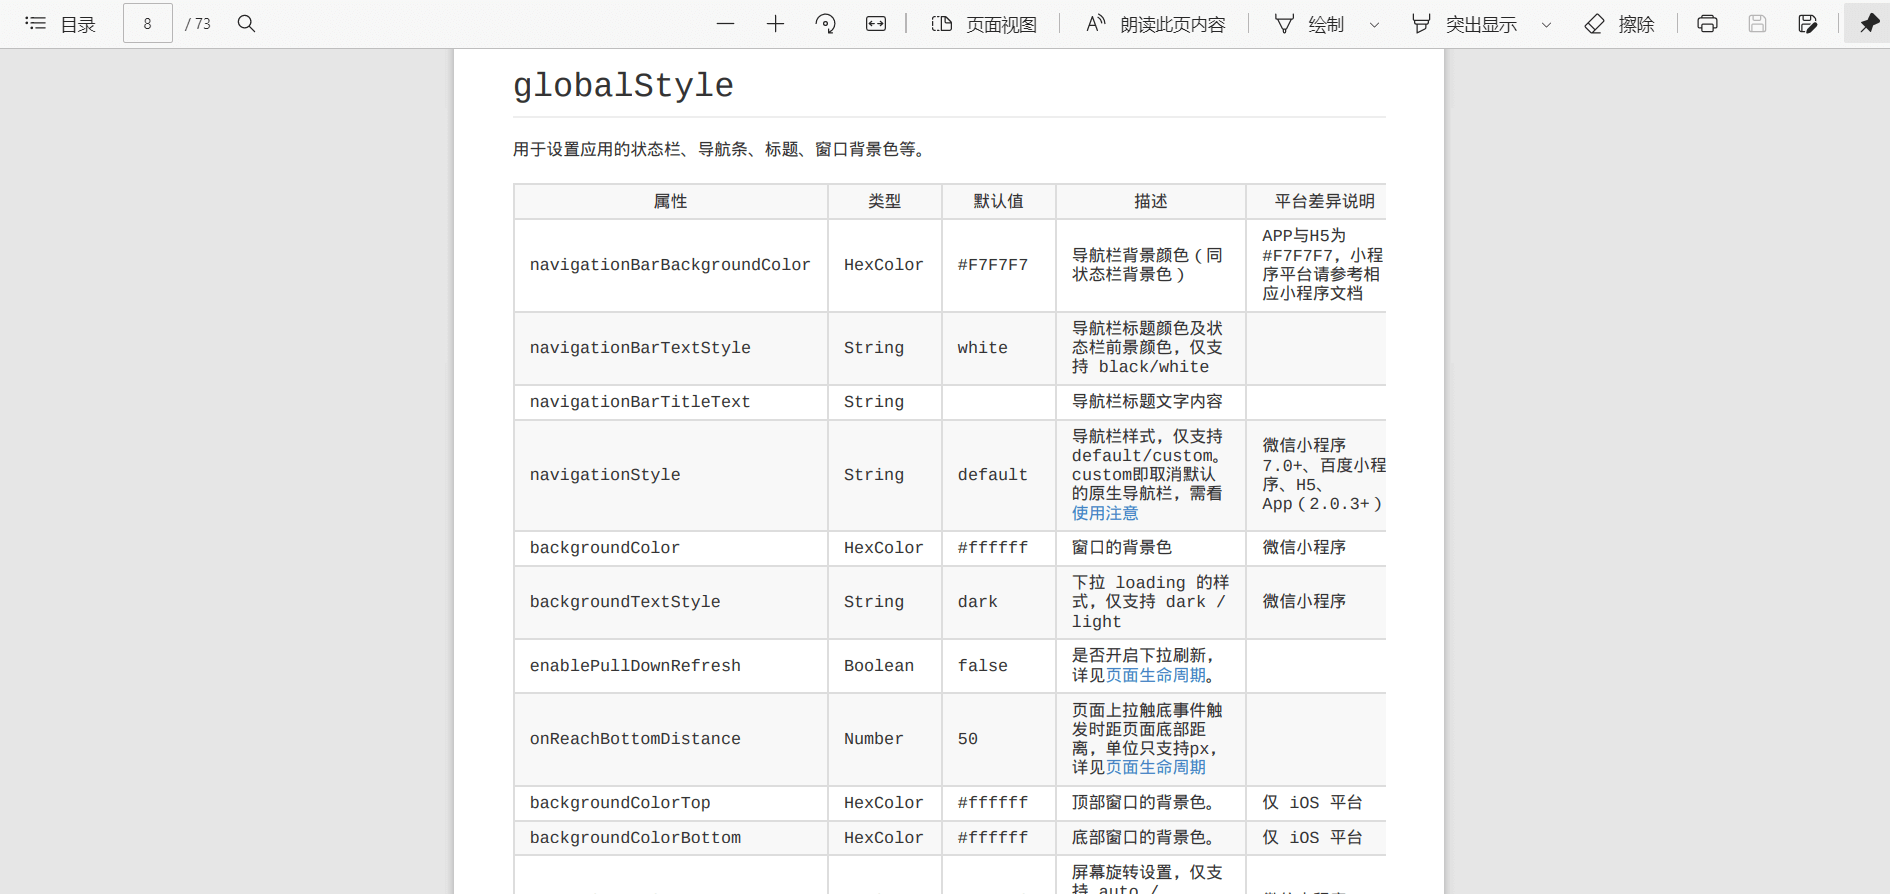 目录 8 / 73 页面视图 朗读此页内容 绘制 突出显示 擦除
globalStyle
用于设置应用的状态栏、导航条、标题、窗口背景色等。
属性 类型 默认值 描述 平台差异说明
navigationBarBackgroundColor HexColor #F7F7F7 导航栏背景颜色（同
状态栏背景色） APP与H5为
#F7F7F7，小程
序平台请参考相
应小程序文档
navigationBarTextStyle String white 导航栏标题颜色及状
态栏前景颜色，仅支
持 black/white
navigationBarTitleText String 导航栏标题文字内容
navigationStyle String default 导航栏样式，仅支持
default/custom。
custom即取消默认
的原生导航栏，需看
使用注意 微信小程序
7.0+、百度小程
序、H5、
App（2.0.3+）
backgroundColor HexColor #ffffff 窗口的背景色 微信小程序
backgroundTextStyle String dark 下拉 loading 的样
式，仅支持 dark /
light 微信小程序
enablePullDownRefresh Boolean false 是否开启下拉刷新，
详见页面生命周期。
onReachBottomDistance Number 50 页面上拉触底事件触
发时距页面底部距
离，单位只支持px，
详见页面生命周期
backgroundColorTop HexColor #ffffff 顶部窗口的背景色。 仅 iOS 平台
backgroundColorBottom HexColor #ffffff 底部窗口的背景色。 仅 iOS 平台
屏幕旋转设置，仅支
持 auto /